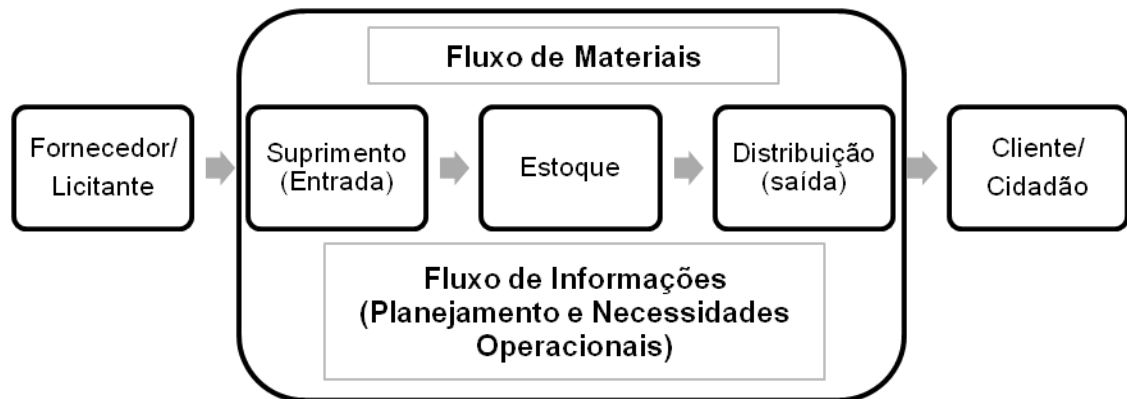 Fluxo de Materiais
Fornecedor/
Licitante
Suprimento
(Entrada)
Estoque
Distribuição
(saída)
Cliente/
Cidadão
Fluxo de Informações
(Planejamento e Necessidades
Operacionais)